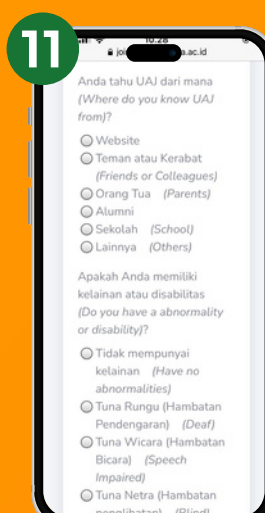 11
10.28
a.ac.id
Anda tahu UAJ dari mana
(Where do you know UAJ
from)?
Website
Teman atau Kerabat
(Friends or Colleagues)
Orang Tua (Parents)
Alumni
Sekolah (School)
Lainnya (Others)
Apakah Anda memiliki
kelainan atau disabilitas
(Do you have a abnormality
or disability)?
Tidak mempunyai
kelainan (Have no
abnormalities)
Tuna Rungu (Hambatan
Pendengaran) (Deaf)
Tuna Wicara (Hambatan
Bicara) (Speech
Impaired)
Tuna Netra (Hambatan
penglihatan) (Blind)